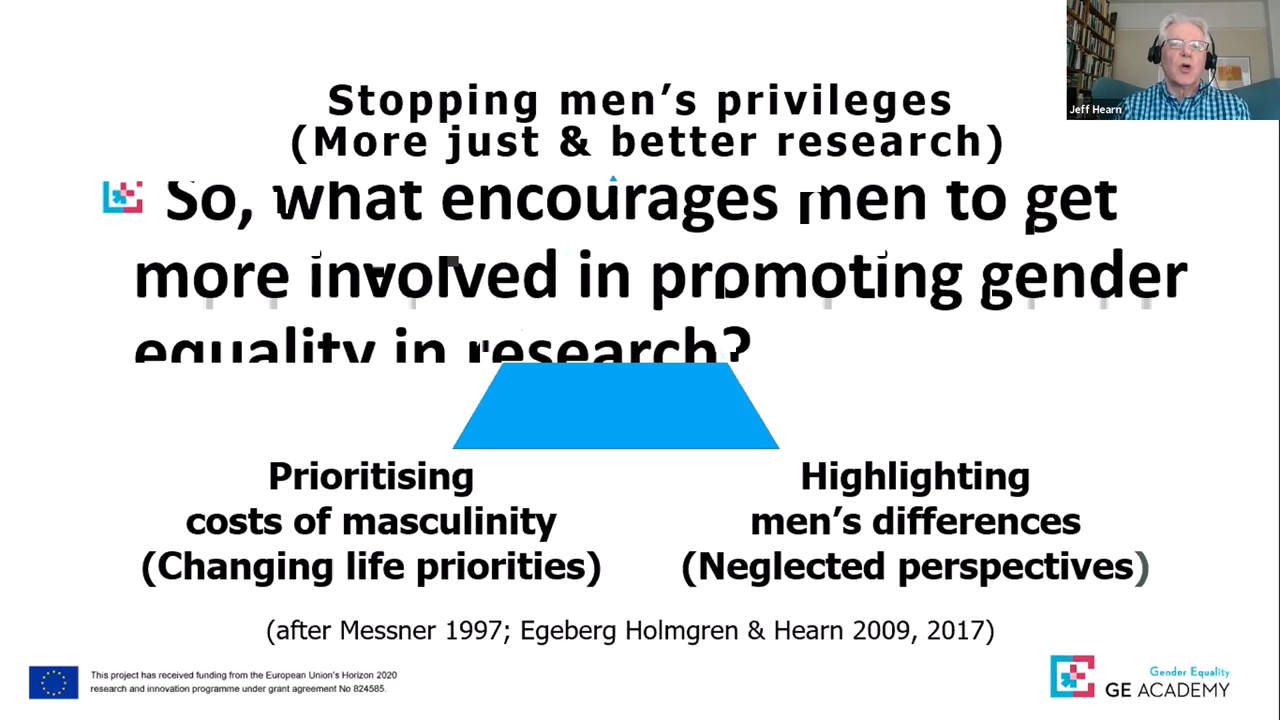 Jeff Hearn
Stopping men's privileges
(More just & better research)
So, what encourages men to get
more involved in promoting gender
equality in research?
Prioritising
costs of masculinity
(Changing life priorities)
Highlighting
men's differences
(Neglected perspectives)
(after Messner 1997; Egeberg Holmgren & Hearn 2009, 2017)
This project has received funding from the European Union's Horizon 2020
research and innovation programme under grant agreement No 824585.
Gender Equality
GE ACADEMY